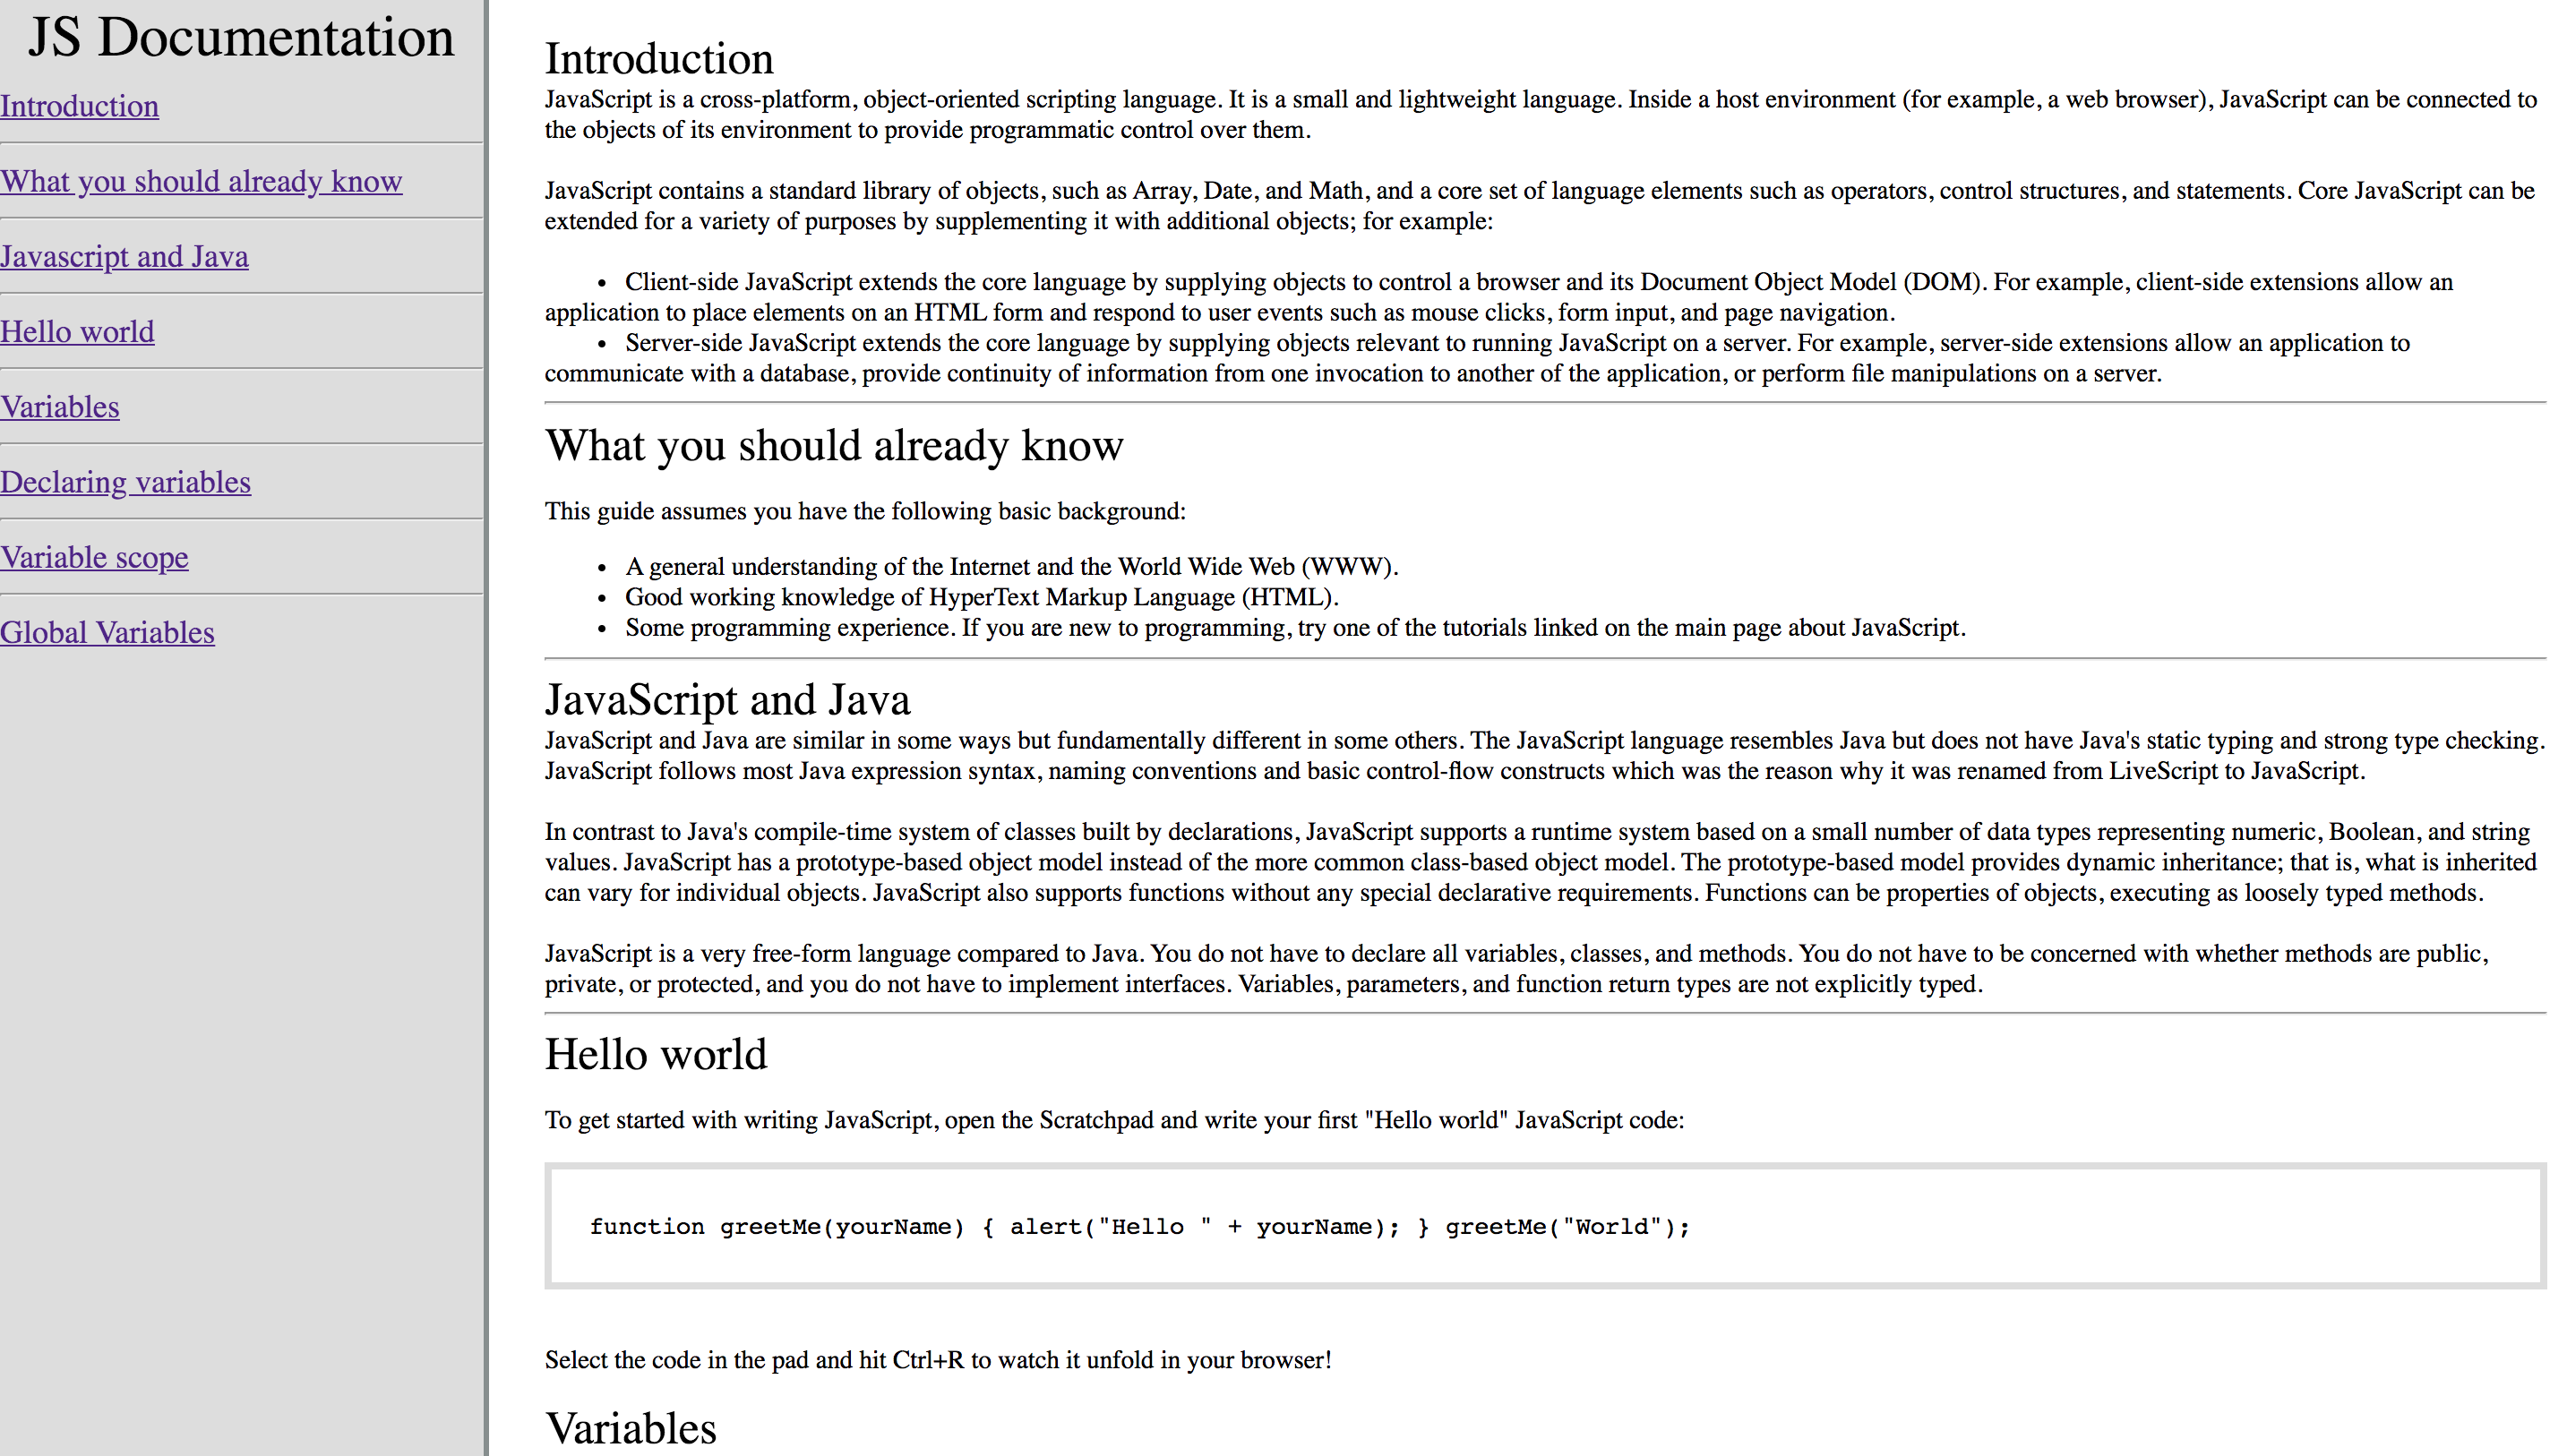 JS Documentation
Introduction
What you should already know
Javascript and Java
Hello world
Variables
Declaring variables
Variable scope
Global Variables
Introduction
JavaScript is a cross-platform, object-oriented scripting language. It is a small and lightweight language. Inside a host environment (for example, a web browser), JavaScript can be connected to
the objects of its environment to provide programmatic control over them.
JavaScript contains a standard library of objects, such as Array, Date, and Math, and a core set of language elements such as operators, control structures, and statements. Core JavaScript can be
extended for a variety of purposes by supplementing it with additional objects; for example:
• Client-side JavaScript extends the core language by supplying objects to control a browser and its Document Object Model (DOM). For example, client-side extensions allow an
application to place elements on an HTML form and respond to user events such as mouse clicks, form input, and page navigation.
• Server-side JavaScript extends the core language by supplying objects relevant to running JavaScript on a server. For example, server-side extensions allow an application to
communicate with a database, provide continuity of information from one invocation to another of the application, or perform file manipulations on a server.
What you should already know
This guide assumes you have the following basic background:
• A general understanding of the Internet and the World Wide Web (WWW).
• Good working knowledge of HyperText Markup Language (HTML).
• Some programming experience. If you are new to programming, try one of the tutorials linked on the main page about JavaScript.
JavaScript and Java
JavaScript and Java are similar in some ways but fundamentally different in some others. The JavaScript language resembles Java but does not have Java's static typing and strong type checking.
JavaScript follows most Java expression syntax, naming conventions and basic control-flow constructs which was the reason why it was renamed from LiveScript to JavaScript.
In contrast to Java's compile-time system of classes built by declarations, JavaScript supports a runtime system based on a small number of data types representing numeric, Boolean, and string
values. JavaScript has a prototype-based object model instead of the more common class-based object model. The prototype-based model provides dynamic inheritance; that is, what is inherited
can vary for individual objects. JavaScript also supports functions without any special declarative requirements. Functions can be properties of objects, executing as loosely typed methods.
JavaScript is a very free-form language compared to Java. You do not have to declare all variables, classes, and methods. You do not have to be concerned with whether methods are public,
private, or protected, and you do not have to implement interfaces. Variables, parameters, and function return types are not explicitly typed.
Hello world
To get started with writing JavaScript, open the Scratchpad and write your first "Hello world" JavaScript code:
function greetMe(yourName) { alert("Hello " + yourName); } greetMe("World");
Select the code in the pad and hit Ctrl+R to watch it unfold in your browser!
Variables